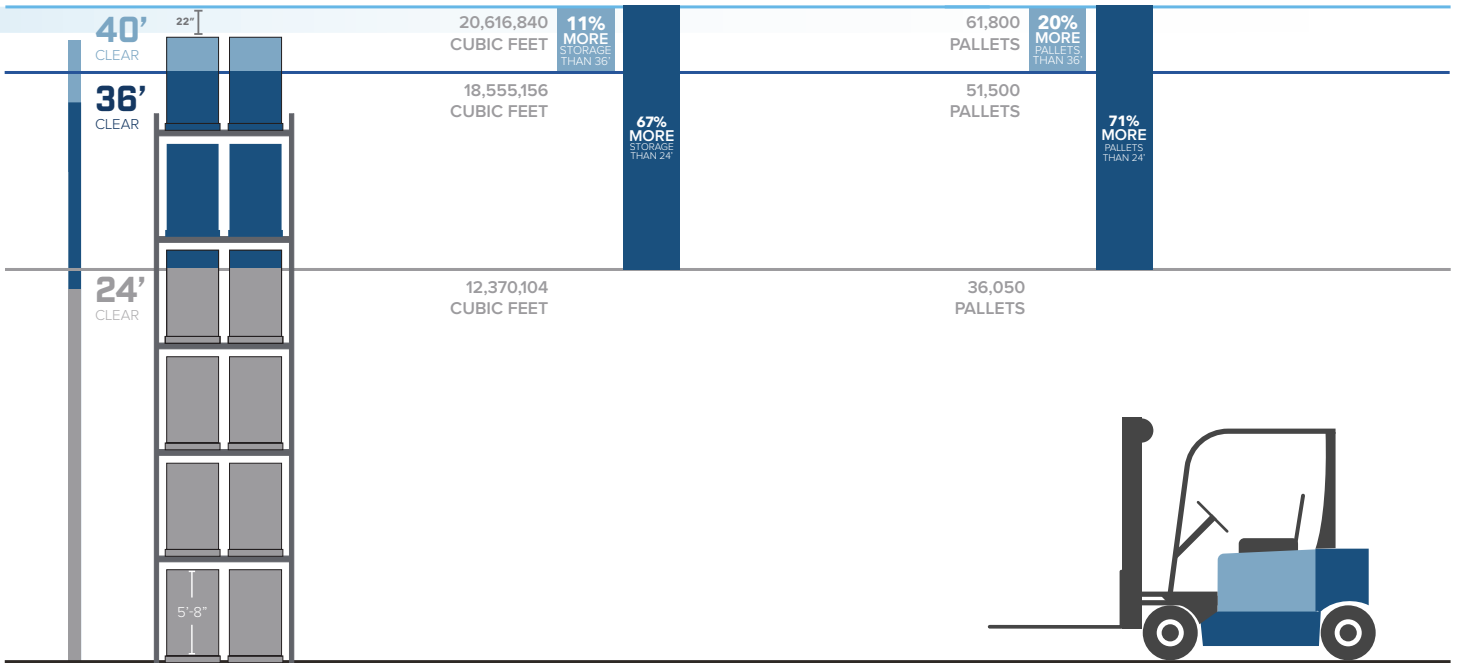 40’
CLEAR
22”
20,616,840
CUBIC FEET
11%
MORE
STORAGE
THAN 36’
61,800
PALLETS
20%
MORE
PALLETS
THAN 36’
36’
CLEAR
18,555,156
CUBIC FEET
67%
MORE
STORAGE
THAN 24’
51,500
PALLETS
71%
MORE
PALLETS
THAN 24’
24’
CLEAR
12,370,104
CUBIC FEET
36,050
PALLETS
5’-8”